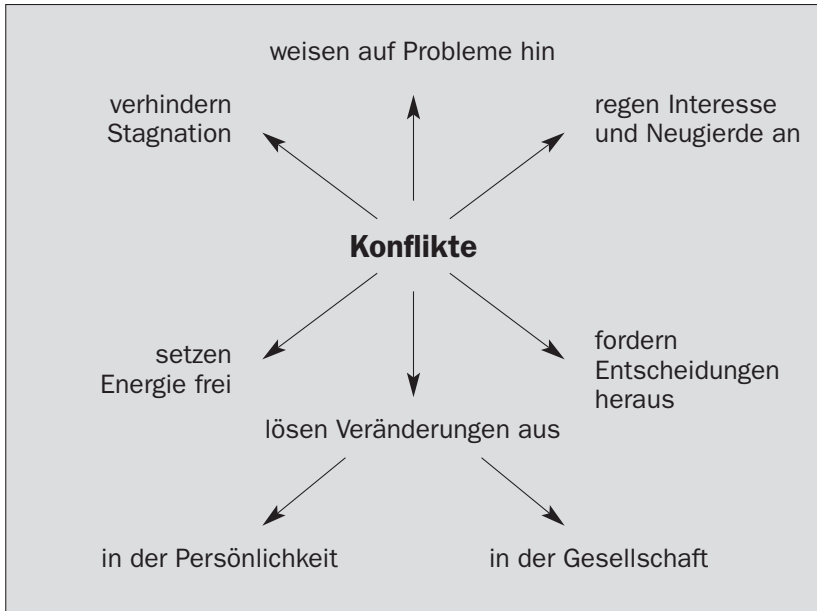 weisen auf Probleme hin
verhindern
Stagnation
regen Interesse
und Neugierde an
Konflikte
setzen
Energie frei
fordern
Entscheidungen
heraus
lösen Veränderungen aus
in der Persönlichkeit
in der Gesellschaft